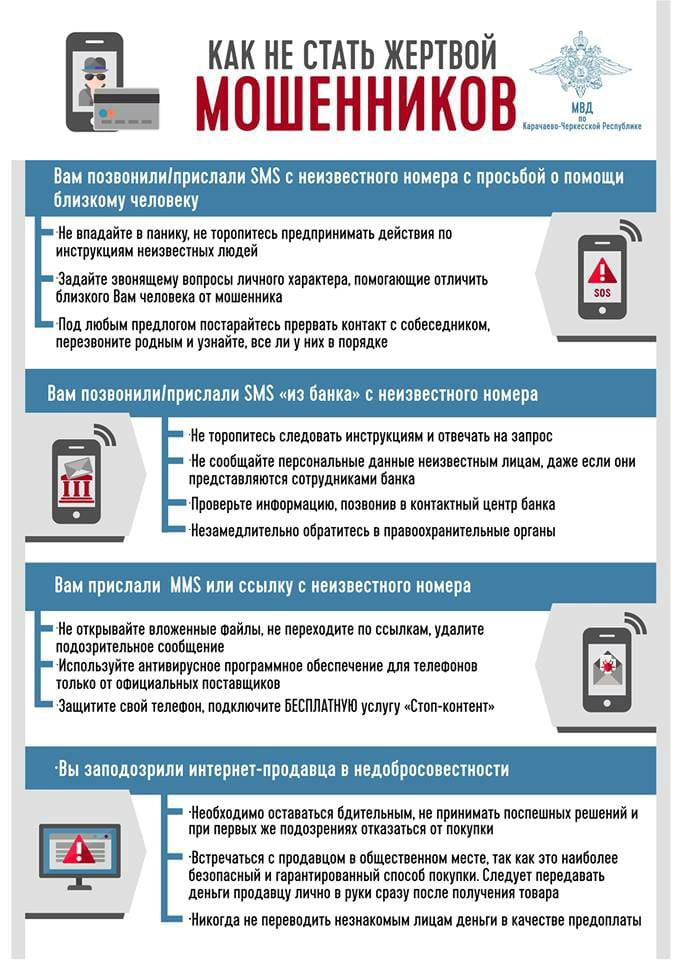 КАК НЕ СТАТЬ ЖЕРТВОЙ
МОШЕННИКОВ
МВД
по
Карачаево-Черкесской Республике
Вам позвонили/прислали SMS с неизвестного номера с просьбой о помощи
близкому человеку
·Не впадайте в панику, не торопитесь предпринимать действия по
инструкциям неизвестных людей
·Задайте звонящему вопросы личного характера, помогающие отличить
близкого Вам человека от мошенника
·Под любым предлогом постарайтесь прервать контакт с собеседником,
перезвоните родным и узнайте, все ли у них в порядке
SOS
Вам позвонили/прислали SMS «из банка» с неизвестного номера
·Не торопитесь следовать инструкциям и отвечать на запрос
·Не сообщайте персональные данные неизвестным лицам, даже если они
представляются сотрудниками банка
·Проверьте информацию, позвонив в контактный центр банка
·Незамедлительно обратитесь в правоохранительные органы
Вам прислали MMS или ссылку с неизвестного номера
·Не открывайте вложенные файлы, не переходите по ссылкам, удалите
подозрительное сообщение
·Используйте антивирусное программное обеспечение для телефонов
только от официальных поставщиков
·Защитите свой телефон, подключите БЕСПЛАТНУЮ услугу «Стоп-контент»
·Вы заподозрили интернет-продавца в недобросовестности
·Необходимо оставаться бдительным, не принимать поспешных решений и
при первых же подозрениях отказаться от покупки
·Встречаться с продавцом в общественном месте, так как это наиболее
безопасный и гарантированный способ покупки. Следует передавать
деньги продавцу лично в руки сразу после получения товара
·Никогда не переводить незнакомым лицам деньги в качестве предоплаты